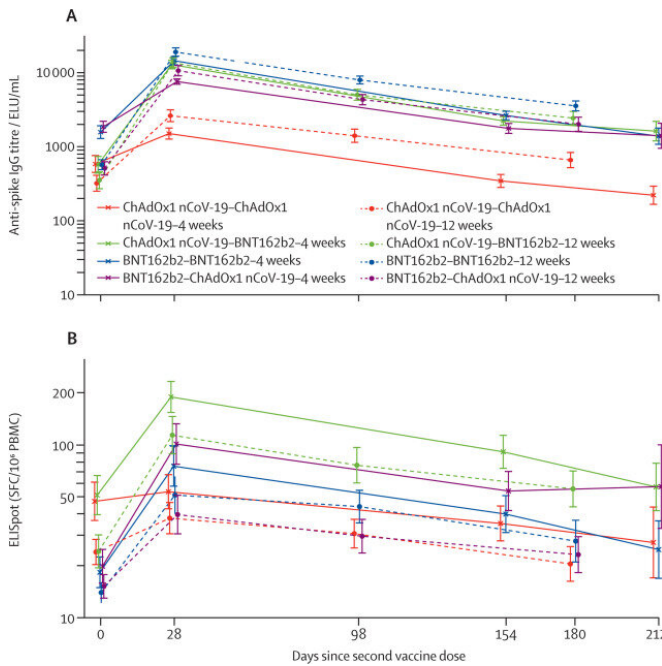 A
10000
1000
100
10
Anti-spike IgG titre / ELU/mL
ChAdOx1 nCoV-19–ChAdOx1
nCoV-19–4 weeks
ChAdOx1 nCoV-19–BNT162b2–4 weeks
BNT162b2–BNT162b2–4 weeks
BNT162b2–ChAdOx1 nCoV-19–4 weeks
ChAdOx1 nCoV-19–ChAdOx1
nCoV-19–12 weeks
ChAdOx1 nCoV-19–BNT162b2–12 weeks
BNT162b2–BNT162b2–12 weeks
BNT162b2–ChAdOx1 nCoV-19–12 weeks
B
200
100
50
10
ELISpot (SFC/10⁶ PBMC)
0 28 98 154 180 212
Days since second vaccine dose